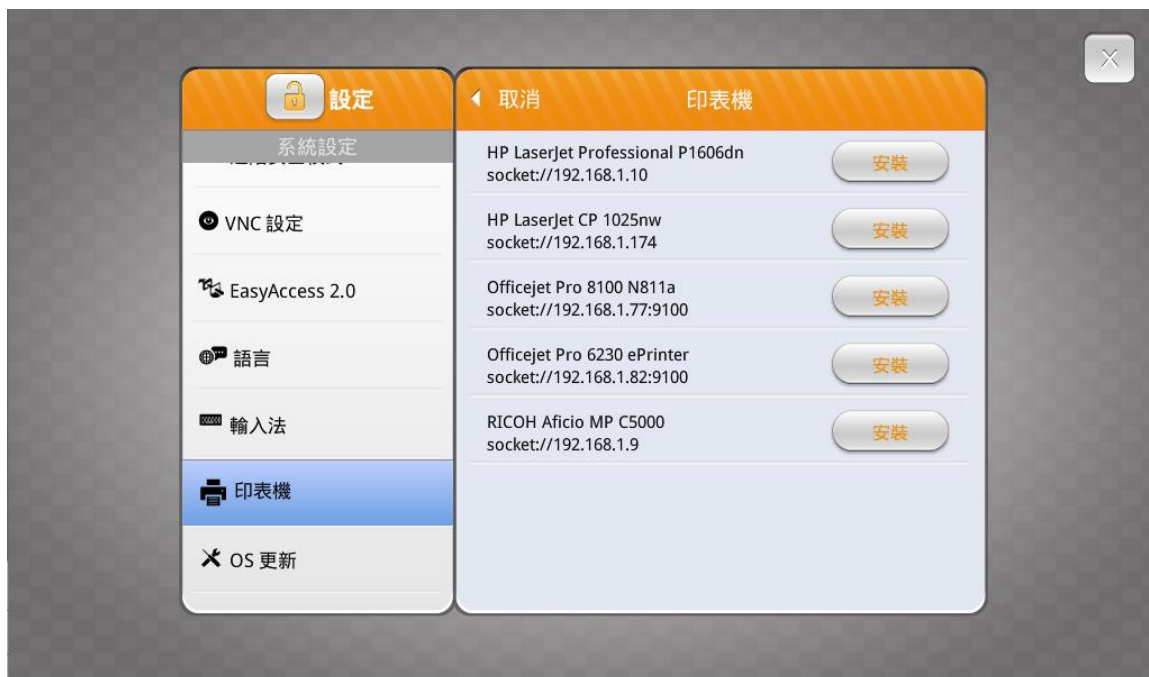 設定
系統設定
VNC 設定
EasyAccess 2.0
語言
輸入法
印表機
OS 更新
取消
印表機
HP LaserJet Professional P1606dn
socket://192.168.1.10
安裝
HP LaserJet CP 1025nw
socket://192.168.1.174
安裝
Officejet Pro 8100 N811a
socket://192.168.1.77:9100
安裝
Officejet Pro 6230 ePrinter
socket://192.168.1.82:9100
安裝
RICOH Aficio MP C5000
socket://192.168.1.9
安裝
X